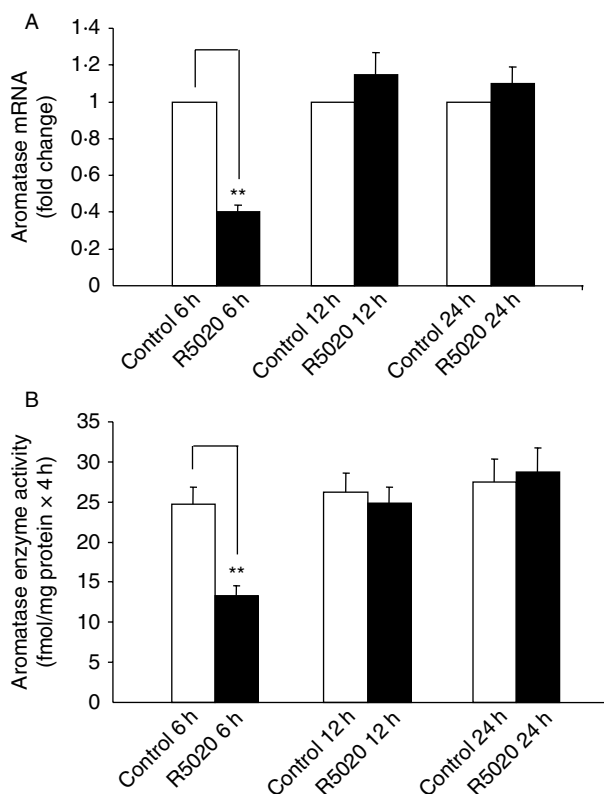 A
Aromatase mRNA
(fold change)
1·4
1·2
1
0·8
0·6
0·4
0·2
0
**
Control 6 h
R5020 6 h
Control 12 h
R5020 12 h
Control 24 h
R5020 24 h
B
Aromatase enzyme activity
(fmol/mg protein × 4 h)
35
30
25
20
15
10
5
0
**
Control 6 h
R5020 6 h
Control 12 h
R5020 12 h
Control 24 h
R5020 24 h